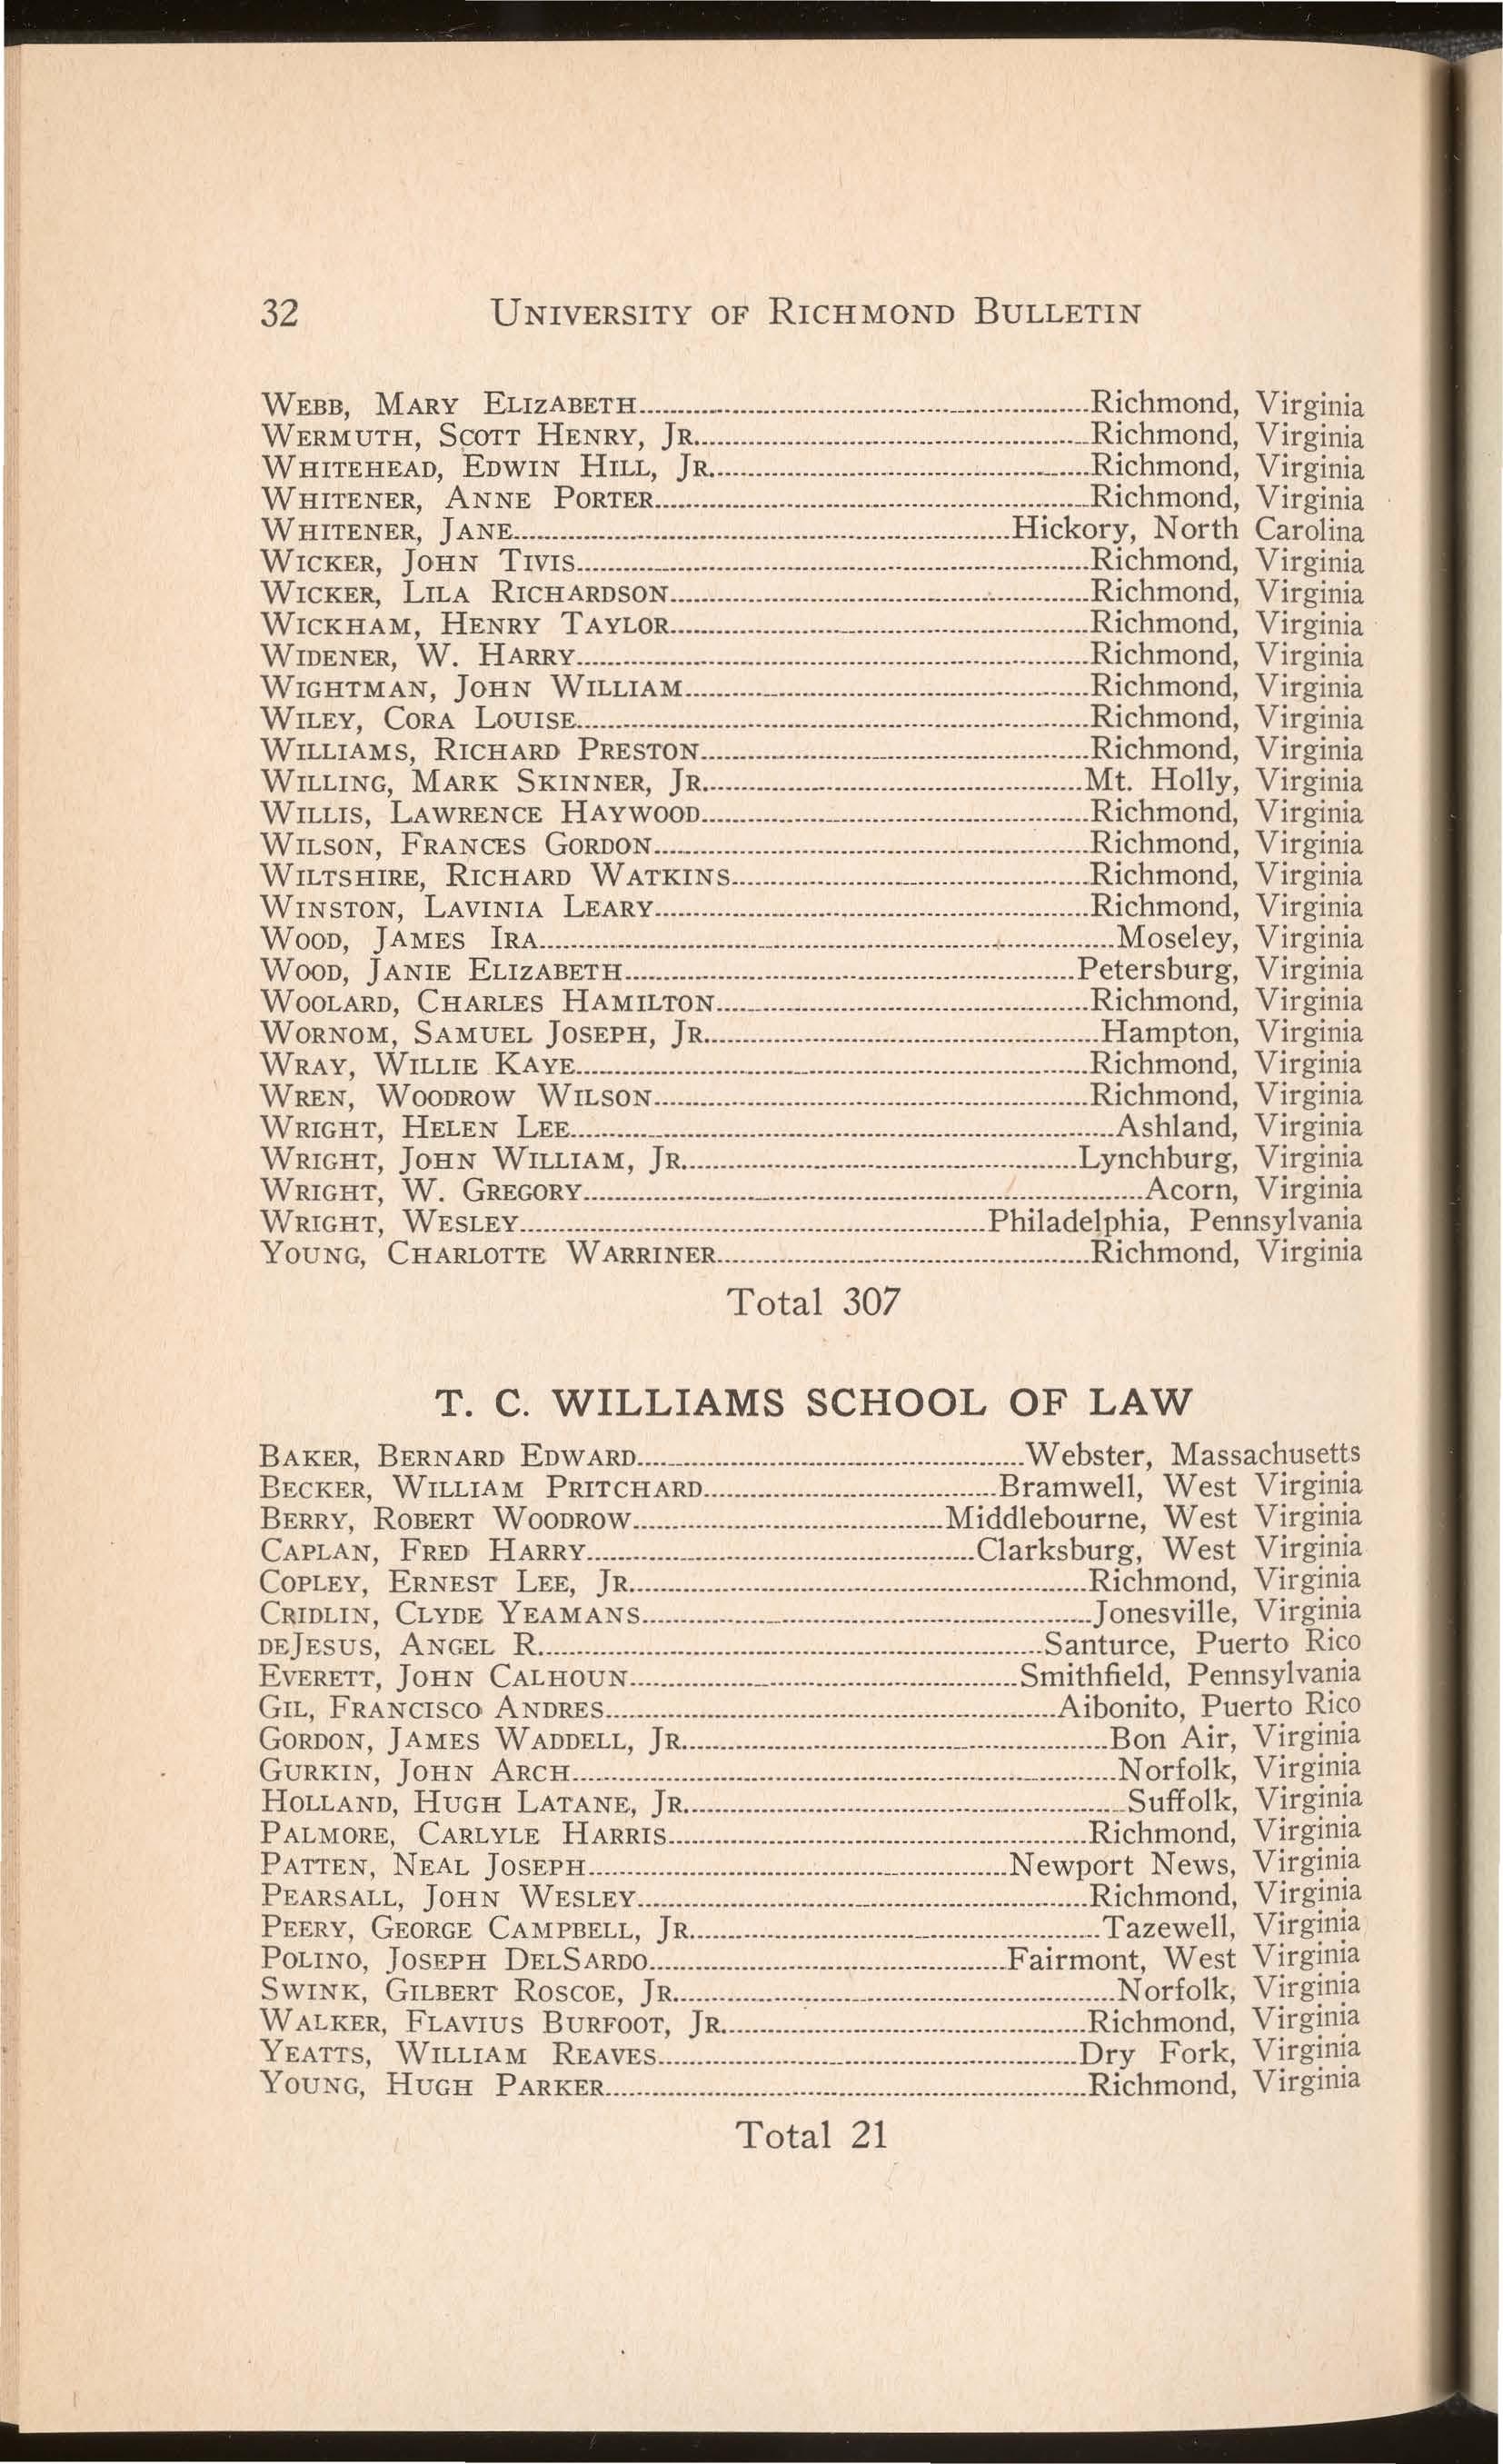 32 UNIVERSITY OF RICHMOND BULLETIN
WEBB, MARY ELIZABETH Richmond, Virginia
WERMUTH, SCOTT HENRY, JR. Richmond, Virginia
WHITEHEAD, EDWIN HILL, JR. Richmond, Virginia
WHITENER, ANNE PORTER Richmond, Virginia
WHITENER, JANE Hickory, North Carolina
WICKER, JOHN TIVIS Richmond, Virginia
WICKER, LILA RICHARDSON Richmond, Virginia
WICKHAM, HENRY TAYLOR Richmond, Virginia
WIDENER, W. HARRY Richmond, Virginia
WIGHTMAN, JOHN WILLIAM Richmond, Virginia
WILEY, CORA LOUISE Richmond, Virginia
WILLIAMS, RICHARD PRESTON Richmond, Virginia
WILLING, MARK SKINNER, JR. Mt. Holly, Virginia
WILLIS, LAWRENCE HAYWOOD Richmond, Virginia
WILSON, FRANCES GORDON Richmond, Virginia
WILTSHIRE, RICHARD WATKINS Richmond, Virginia
WINSTON, LAVINIA LEARY Richmond, Virginia
WOOD, JAMES IRA Moseley, Virginia
WOOD, JANIE ELIZABETH Petersburg, Virginia
WOOLARD, CHARLES HAMILTON Richmond, Virginia
WORNOM, SAMUEL JOSEPH, JR. Hampton, Virginia
WRAY, WILLIE KAYE Richmond, Virginia
WREN, WOODROW WILSON Richmond, Virginia
WRIGHT, HELEN LEE Ashland, Virginia
WRIGHT, JOHN WILLIAM, JR. Lynchburg, Virginia
WRIGHT, W. GREGORY Acorn, Virginia
WRIGHT, WESLEY Philadelphia, Pennsylvania
YOUNG, CHARLOTTE WARRINER Richmond, Virginia
Total 307
T. C. WILLIAMS SCHOOL OF LAW
BAKER, BERNARD EDWARD Webster, Massachusetts
BECKER, WILLIAM PRITCHARD Bramwell, West Virginia
BERRY, ROBERT WOODROW Middlebourne, West Virginia
CAPLAN, FRED HARRY Clarksburg, West Virginia
COPLEY, ERNEST LEE, JR. Richmond, Virginia
CRIDLIN, CLYDE YEAMANS Jonesville, Virginia
DEJESUS, ANGEL R. Santurce, Puerto Rico
EVERETT, JOHN CALHOUN Smithfield, Pennsylvania
GIL, FRANCISCO ANDRES Aibonito, Puerto Rico
GORDON, JAMES WADDELL, JR. Bon Air, Virginia
GURKIN, JOHN ARCH Norfolk, Virginia
HOLLAND, HUGH LATANE, JR. Suffolk, Virginia
PALMORE, CARLYLE HARRIS Richmond, Virginia
PATTEN, NEAL JOSEPH Newport News, Virginia
PEARSALL, JOHN WESLEY Richmond, Virginia
PEERY, GEORGE CAMPBELL, JR. Tazewell, Virginia
POLINO, JOSEPH DELSARDO Fairmont, West Virginia
SWINK, GILBERT ROSCOE, JR. Norfolk, Virginia
WALKER, FLAVIUS BURFOOT, JR. Richmond, Virginia
YEATTS, WILLIAM REAVES Dry Fork, Virginia
YOUNG, HUGH PARKER Richmond, Virginia
Total 21